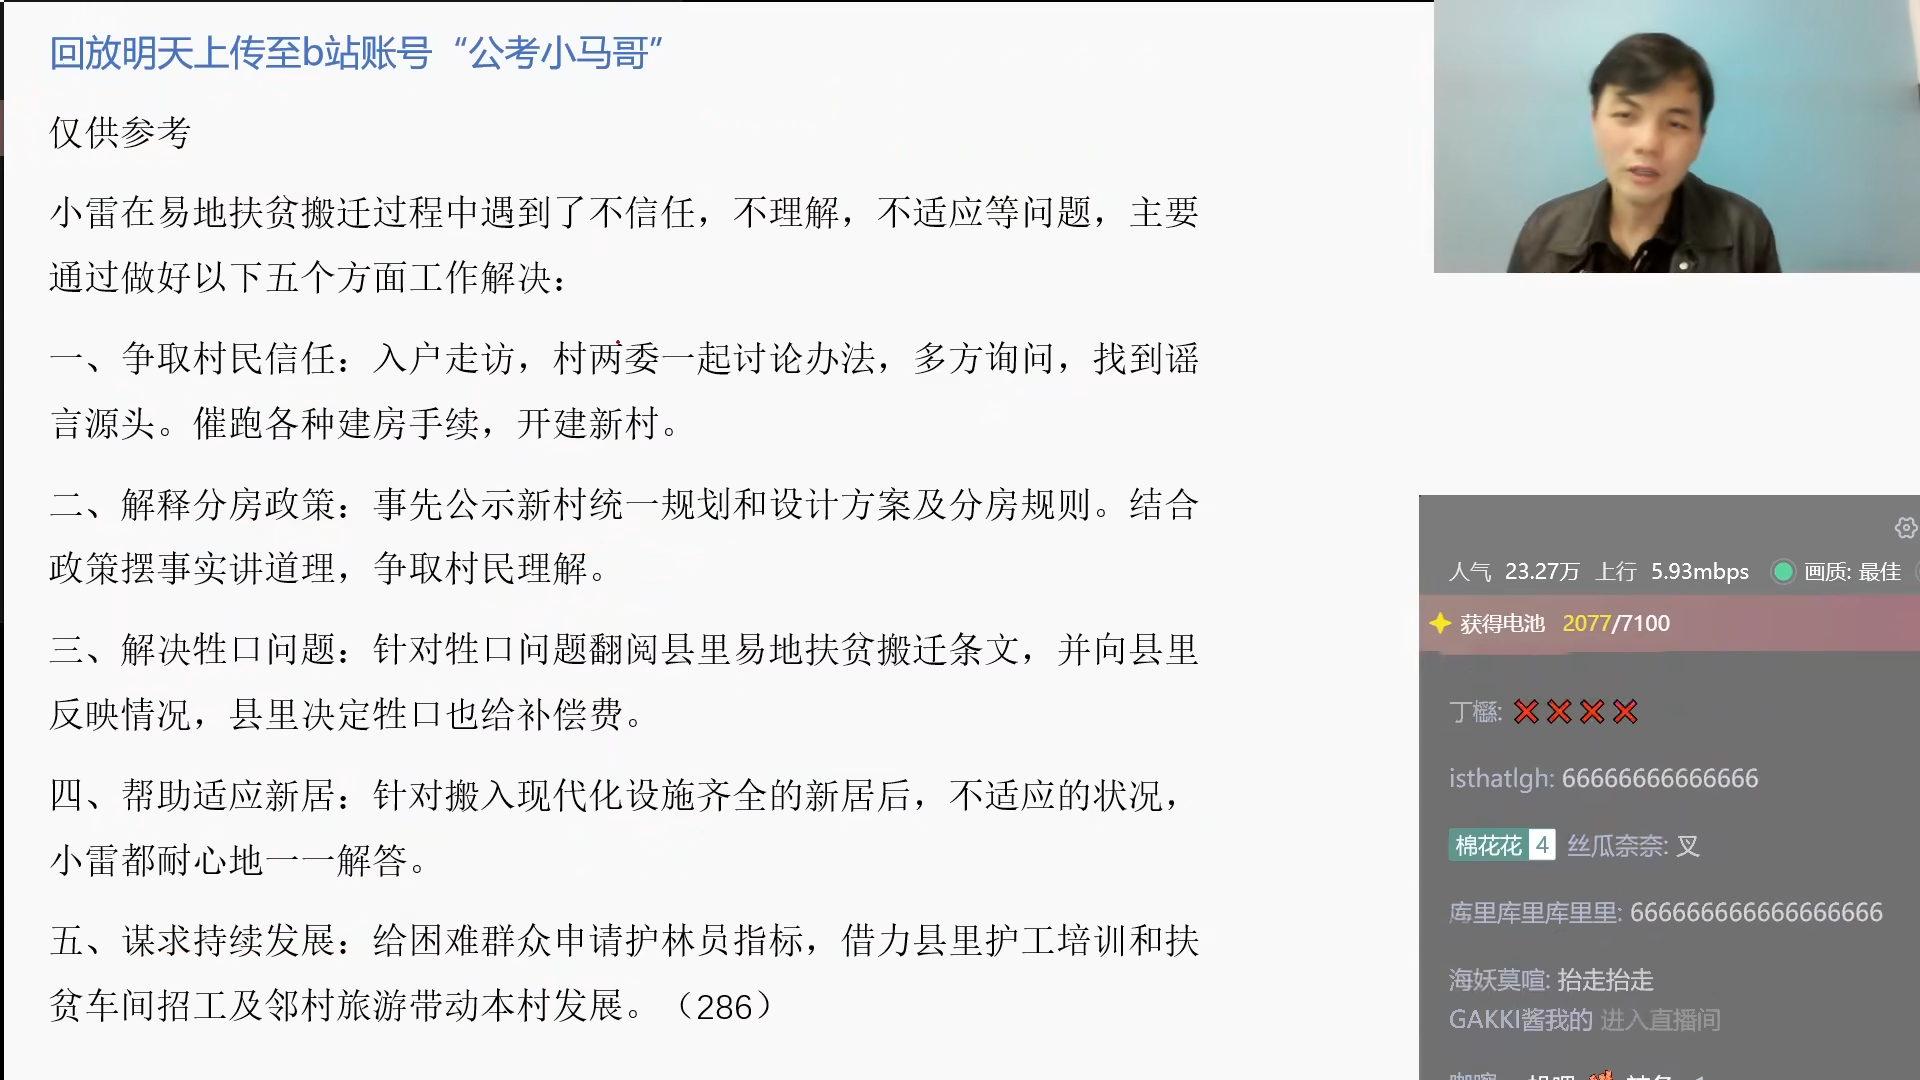 回放明天上传至b站账号“公考小马哥”
仅供参考
小雷在易地扶贫搬迁过程中遇到了不信任，不理解，不适应等问题，主要
通过做好以下五个方面工作解决：
一、争取村民信任：入户走访，村两委一起讨论办法，多方询问，找到谣
言源头。催跑各种建房手续，开建新村。
二、解释分房政策：事先公示新村统一规划和设计方案及分房规则。结合
政策摆事实讲道理，争取村民理解。
三、解决牲口问题：针对牲口问题翻阅县里易地扶贫搬迁条文，并向县里
反映情况，县里决定牲口也给补偿费。
四、帮助适应新居：针对搬入现代化设施齐全的新居后，不适应的状况，
小雷都耐心地一一解答。
五、谋求持续发展：给困难群众申请护林员指标，借力县里护工培训和扶
贫车间招工及邻村旅游带动本村发展。（286）
人气 23.27万 上行 5.93mbps 画质: 最佳
获得电池 2077/7100
丁櫾: ❌❌❌❌
isthatlgh: 66666666666666
棉花花 4 丝瓜奈奈: 叉
库里库里库里里: 666666666666666666
海妖莫喧: 抬走抬走
GAKKI酱我的 进入直播间